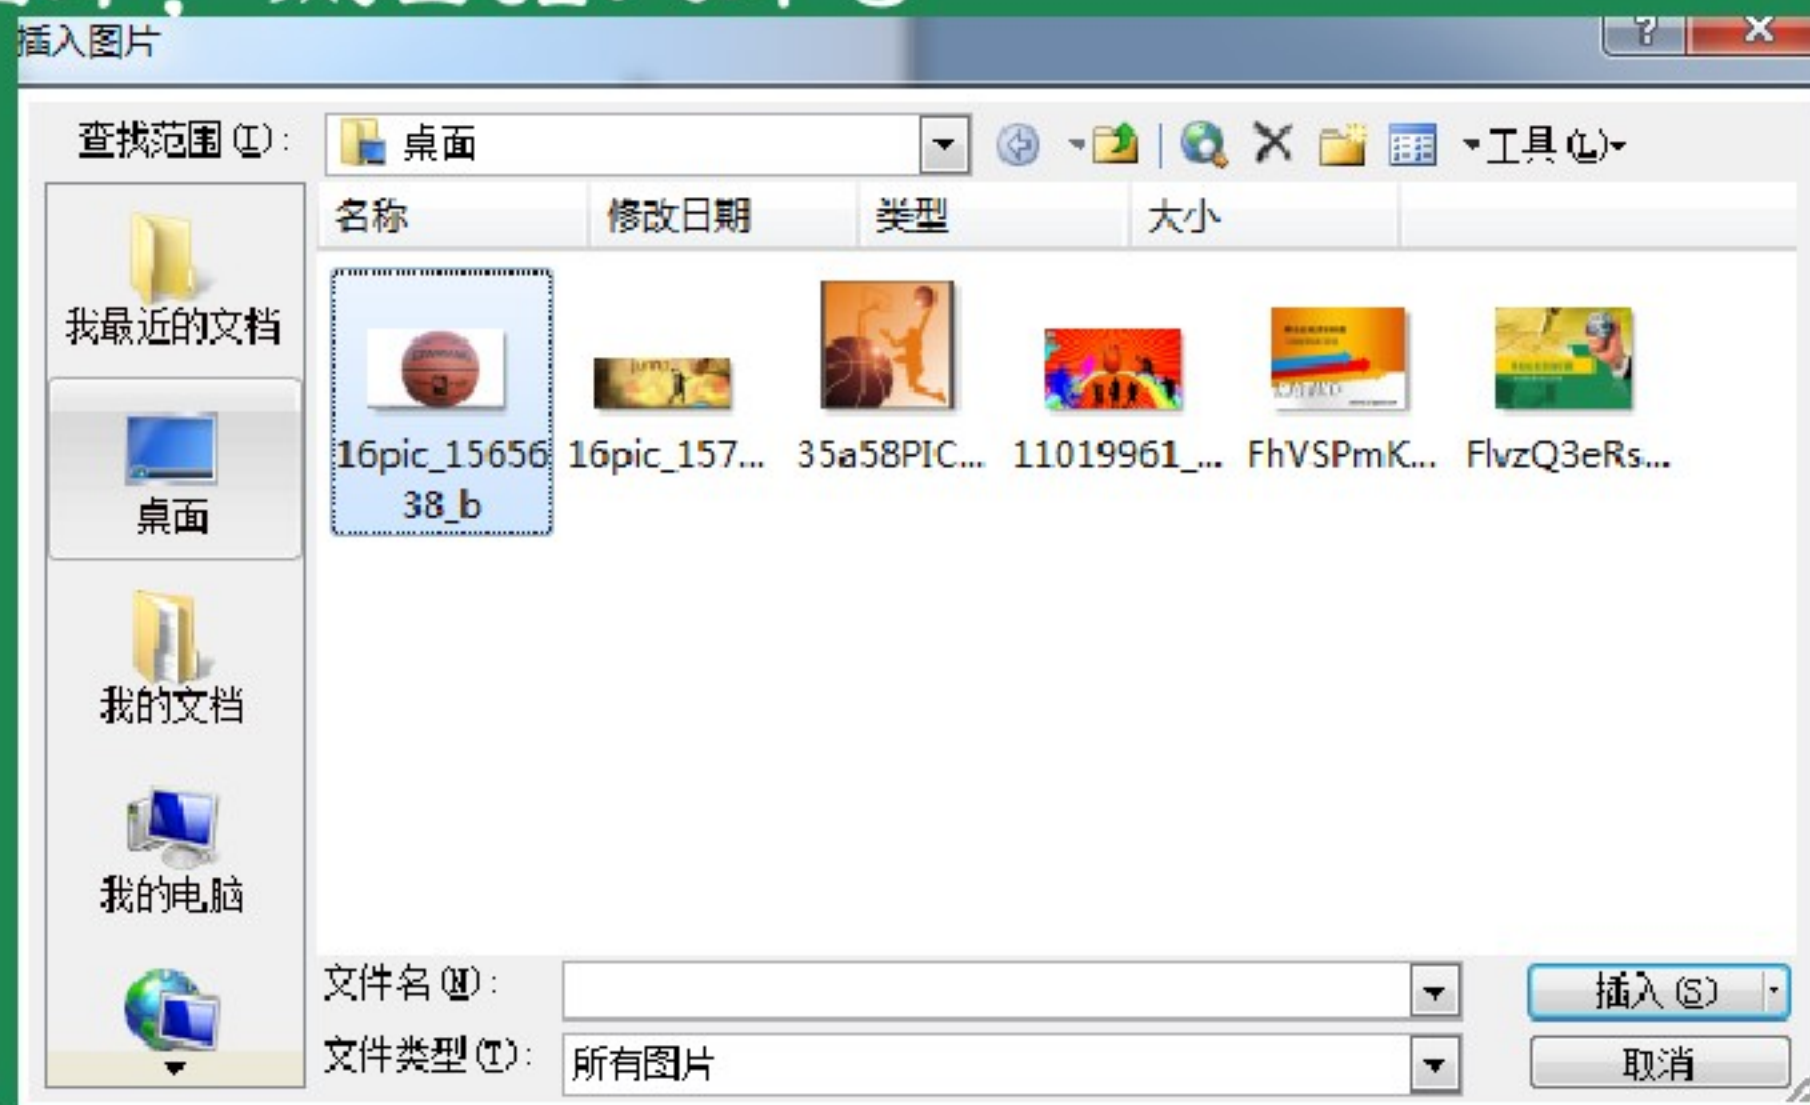 插入图片
查找范围(I):
桌面
工具(L)
名称
修改日期
类型
大小
我最近的文档
桌面
我的文档
我的电脑
16pic_15656
38_b
16pic_157...
35a58PIC...
11019961_...
FhVSPmK...
FlvzQ3eRs...
文件名(N):
插入(S)
文件类型(T):
所有图片
取消